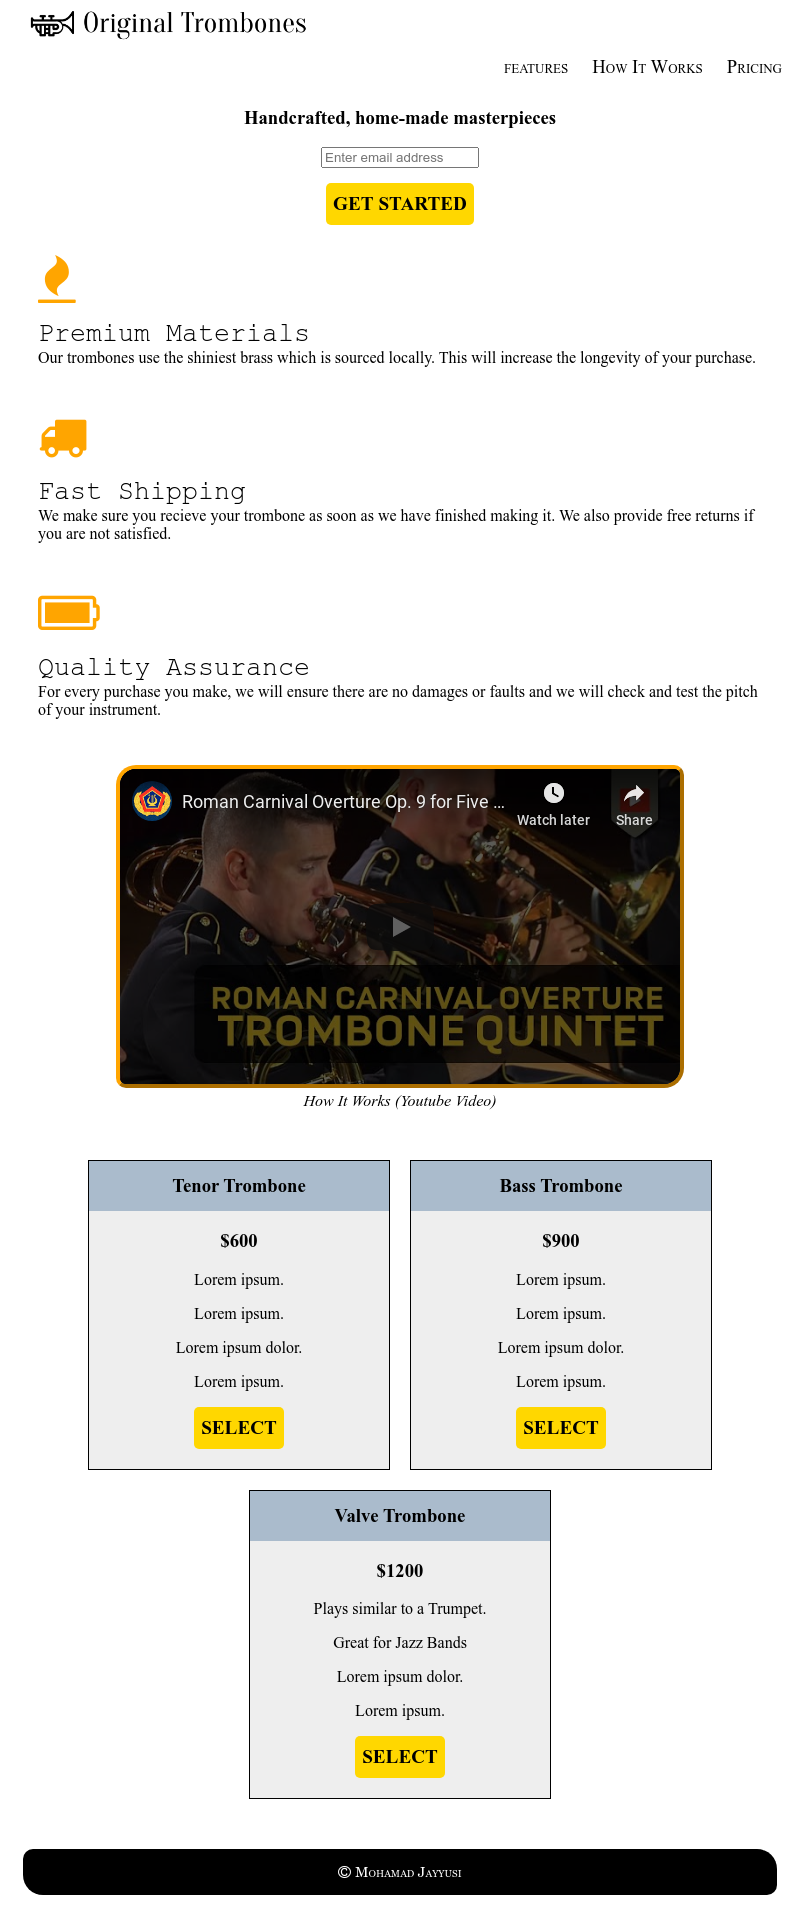 Original Trombones
features How It Works Pricing
Handcrafted, home-made masterpieces
Enter email address
GET STARTED
Premium Materials
Our trombones use the shiniest brass which is sourced locally. This will increase the longevity of your purchase.
Fast Shipping
We make sure you recieve your trombone as soon as we have finished making it. We also provide free returns if
you are not satisfied.
Quality Assurance
For every purchase you make, we will ensure there are no damages or faults and we will check and test the pitch
of your instrument.
Roman Carnival Overture Op. 9 for Five ...
Watch later
Share
ROMAN CARNIVAL OVERTURE
TROMBONE QUINTET
How It Works (Youtube Video)
Tenor Trombone
$600
Lorem ipsum.
Lorem ipsum.
Lorem ipsum dolor.
Lorem ipsum.
SELECT
Bass Trombone
$900
Lorem ipsum.
Lorem ipsum.
Lorem ipsum dolor.
Lorem ipsum.
SELECT
Valve Trombone
$1200
Plays similar to a Trumpet.
Great for Jazz Bands
Lorem ipsum dolor.
Lorem ipsum.
SELECT
© Mohamad Jayyusi